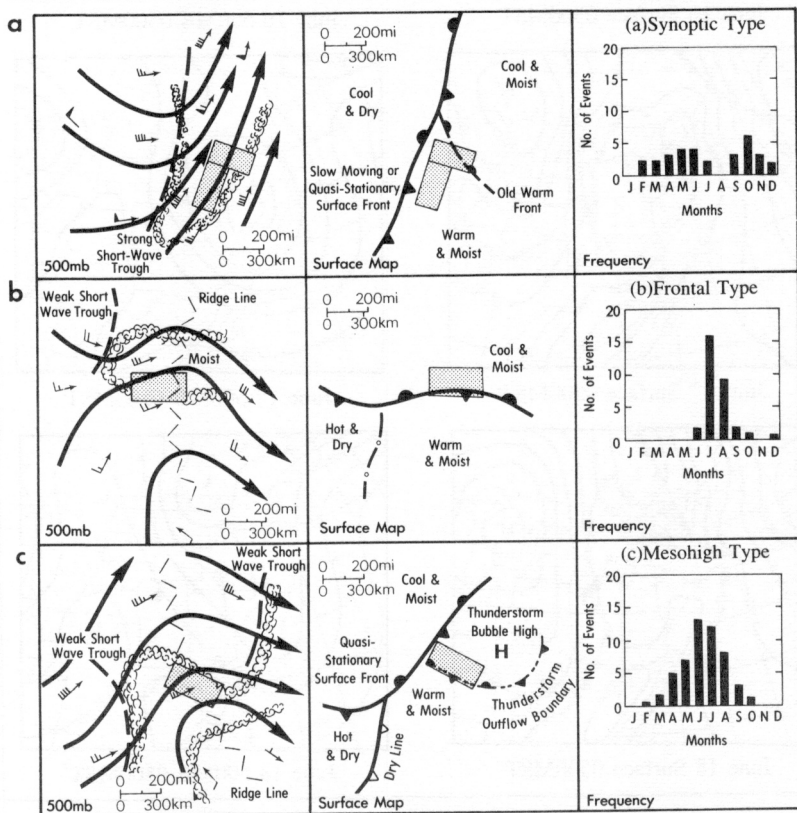 a
0 200mi
0 300km
Strong
Short-Wave
Trough
500mb
0 200mi
0 300km
Cool
& Dry
Cool &
Moist
Slow Moving or
Quasi-Stationary
Surface Front
Old Warm
Front
Warm
& Moist
Surface Map
(a)Synoptic Type
No. of Events
20
15
10
5
0
J F M A M J J A S O N D
Months
Frequency
b
Weak Short
Wave Trough
Ridge Line
Moist
0 200mi
0 300km
500mb
0 200mi
0 300km
Cool &
Moist
Hot &
Dry
Warm
& Moist
Surface Map
(b)Frontal Type
No. of Events
20
15
10
5
0
J F M A M J J A S O N D
Months
Frequency
c
Weak Short
Wave Trough
Weak Short
Wave Trough
0 200mi
0 300km
Ridge Line
500mb
0 200mi
0 300km
Cool &
Moist
Thunderstorm
Bubble High
H
Quasi-
Stationary
Surface Front
Warm
& Moist
Thunderstorm
Outflow Boundary
Hot
& Dry
Dry Line
Surface Map
(c)Mesohigh Type
No. of Events
20
15
10
5
0
J F M A M J J A S O N D
Months
Frequency